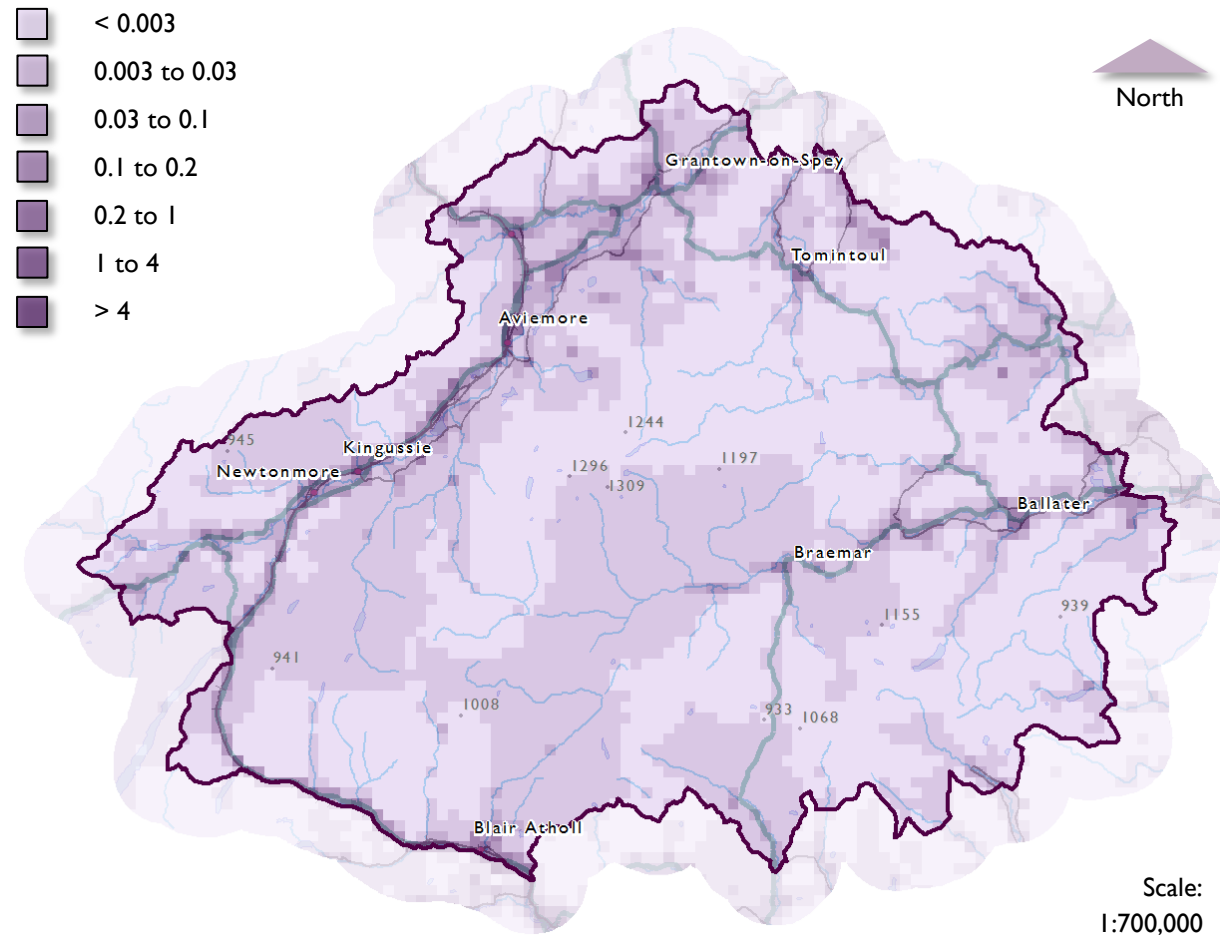 < 0.003
0.003 to 0.03
0.03 to 0.1
0.1 to 0.2
0.2 to 1
1 to 4
> 4
North
Grantown-on-Spey
Tomintoul
Aviemore
1244
945
Kingussie
1197
1296
Newtonmore
1309
Ballater
Braemar
939
1155
941
1008
933
1068
Blair Atholl
Scale:
1:700,000